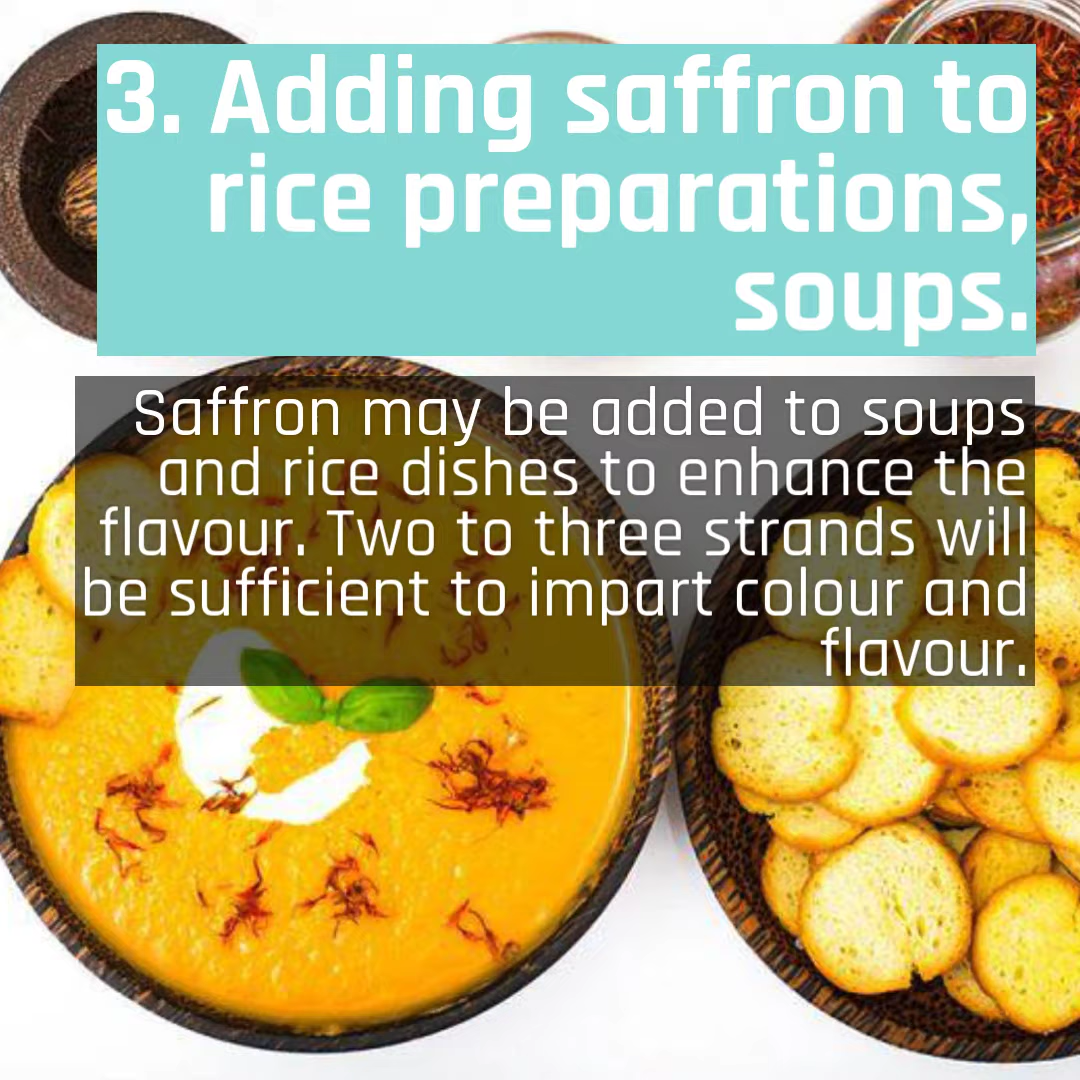 3. Adding saffron to
rice preparations,
soups.
Saffron may be added to soups
and rice dishes to enhance the
flavour. Two to three strands will
be sufficient to impart colour and
flavour.